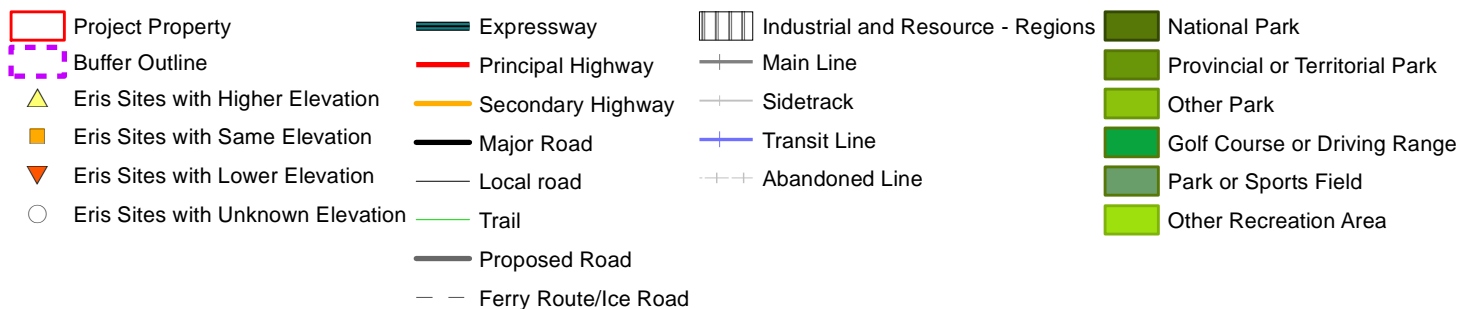 Project Property
Buffer Outline
Eris Sites with Higher Elevation
Eris Sites with Same Elevation
Eris Sites with Lower Elevation
Eris Sites with Unknown Elevation
Expressway
Principal Highway
Secondary Highway
Major Road
Local road
Trail
Proposed Road
Ferry Route/Ice Road
Industrial and Resource - Regions
Main Line
Sidetrack
Transit Line
Abandoned Line
National Park
Provincial or Territorial Park
Other Park
Golf Course or Driving Range
Park or Sports Field
Other Recreation Area